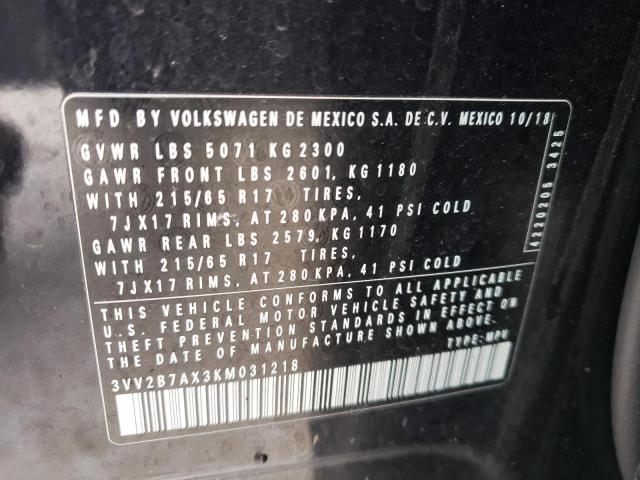 MFD BY VOLKSWAGEN DE MEXICO S.A. DE C.V. MEXICO 10/18
GVWR LBS 5071 KG 2300
GAWR FRONT LBS 2601, KG 1180
WITH 215/65 R17 TIRES,
7JX17 RIMS, AT 280 KPA, 41 PSI COLD
GAWR REAR LBS 2579, KG 1170
WITH 215/65 R17 TIRES,
7JX17 RIMS, AT 280 KPA, 41 PSI COLD
THIS VEHICLE CONFORMS TO ALL APPLICABLE
U.S. FEDERAL MOTOR VEHICLE SAFETY AND
THEFT PREVENTION STANDARDS IN EFFECT ON
THE DATE OF MANUFACTURE SHOWN ABOVE.
TYPE: MPV
3VV2B7AX3KM031218
4220205 3425